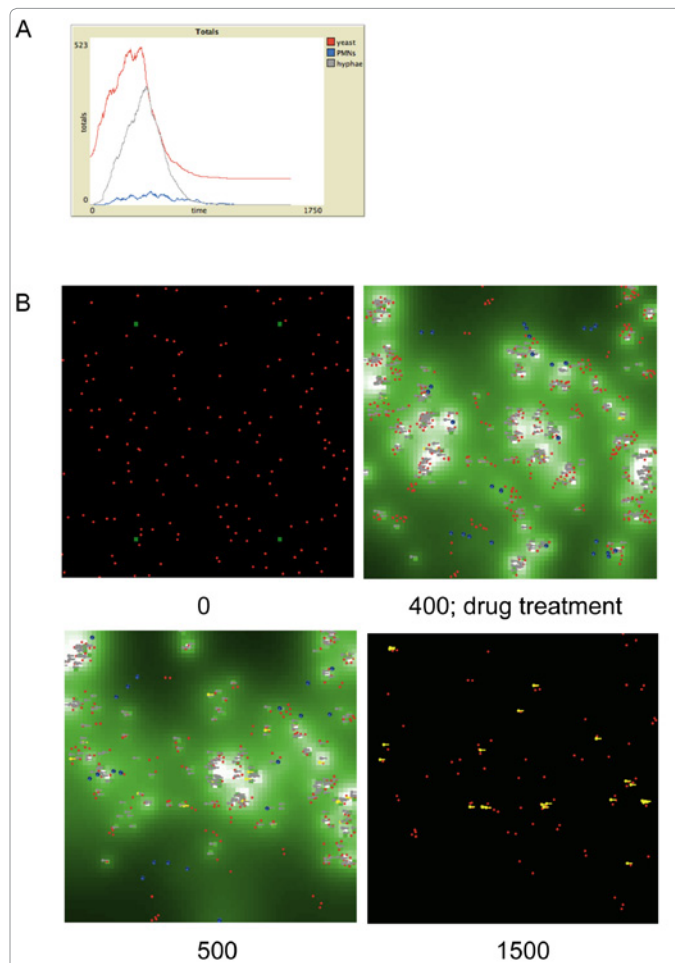 A
Totals
523
totals
0
0
time
1750
yeast
PMNs
hyphae
B
0
400; drug treatment
500
1500